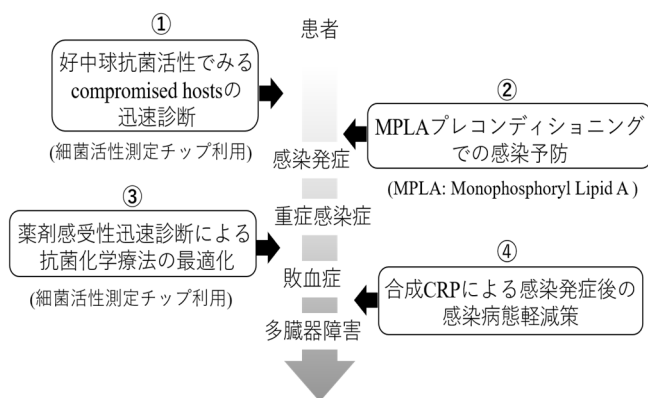 患者
①
好中球抗菌活性でみる
compromised hostsの
迅速診断
(細菌活性測定チップ利用)
②
MPLAプレコンディショニング
での感染予防
(MPLA: Monophosphoryl Lipid A )
感染発症
重症感染症
③
薬剤感受性迅速診断による
抗菌化学療法の最適化
(細菌活性測定チップ利用)
敗血症
④
合成CRPによる感染発症後の
感染病態軽減策
多臓器障害